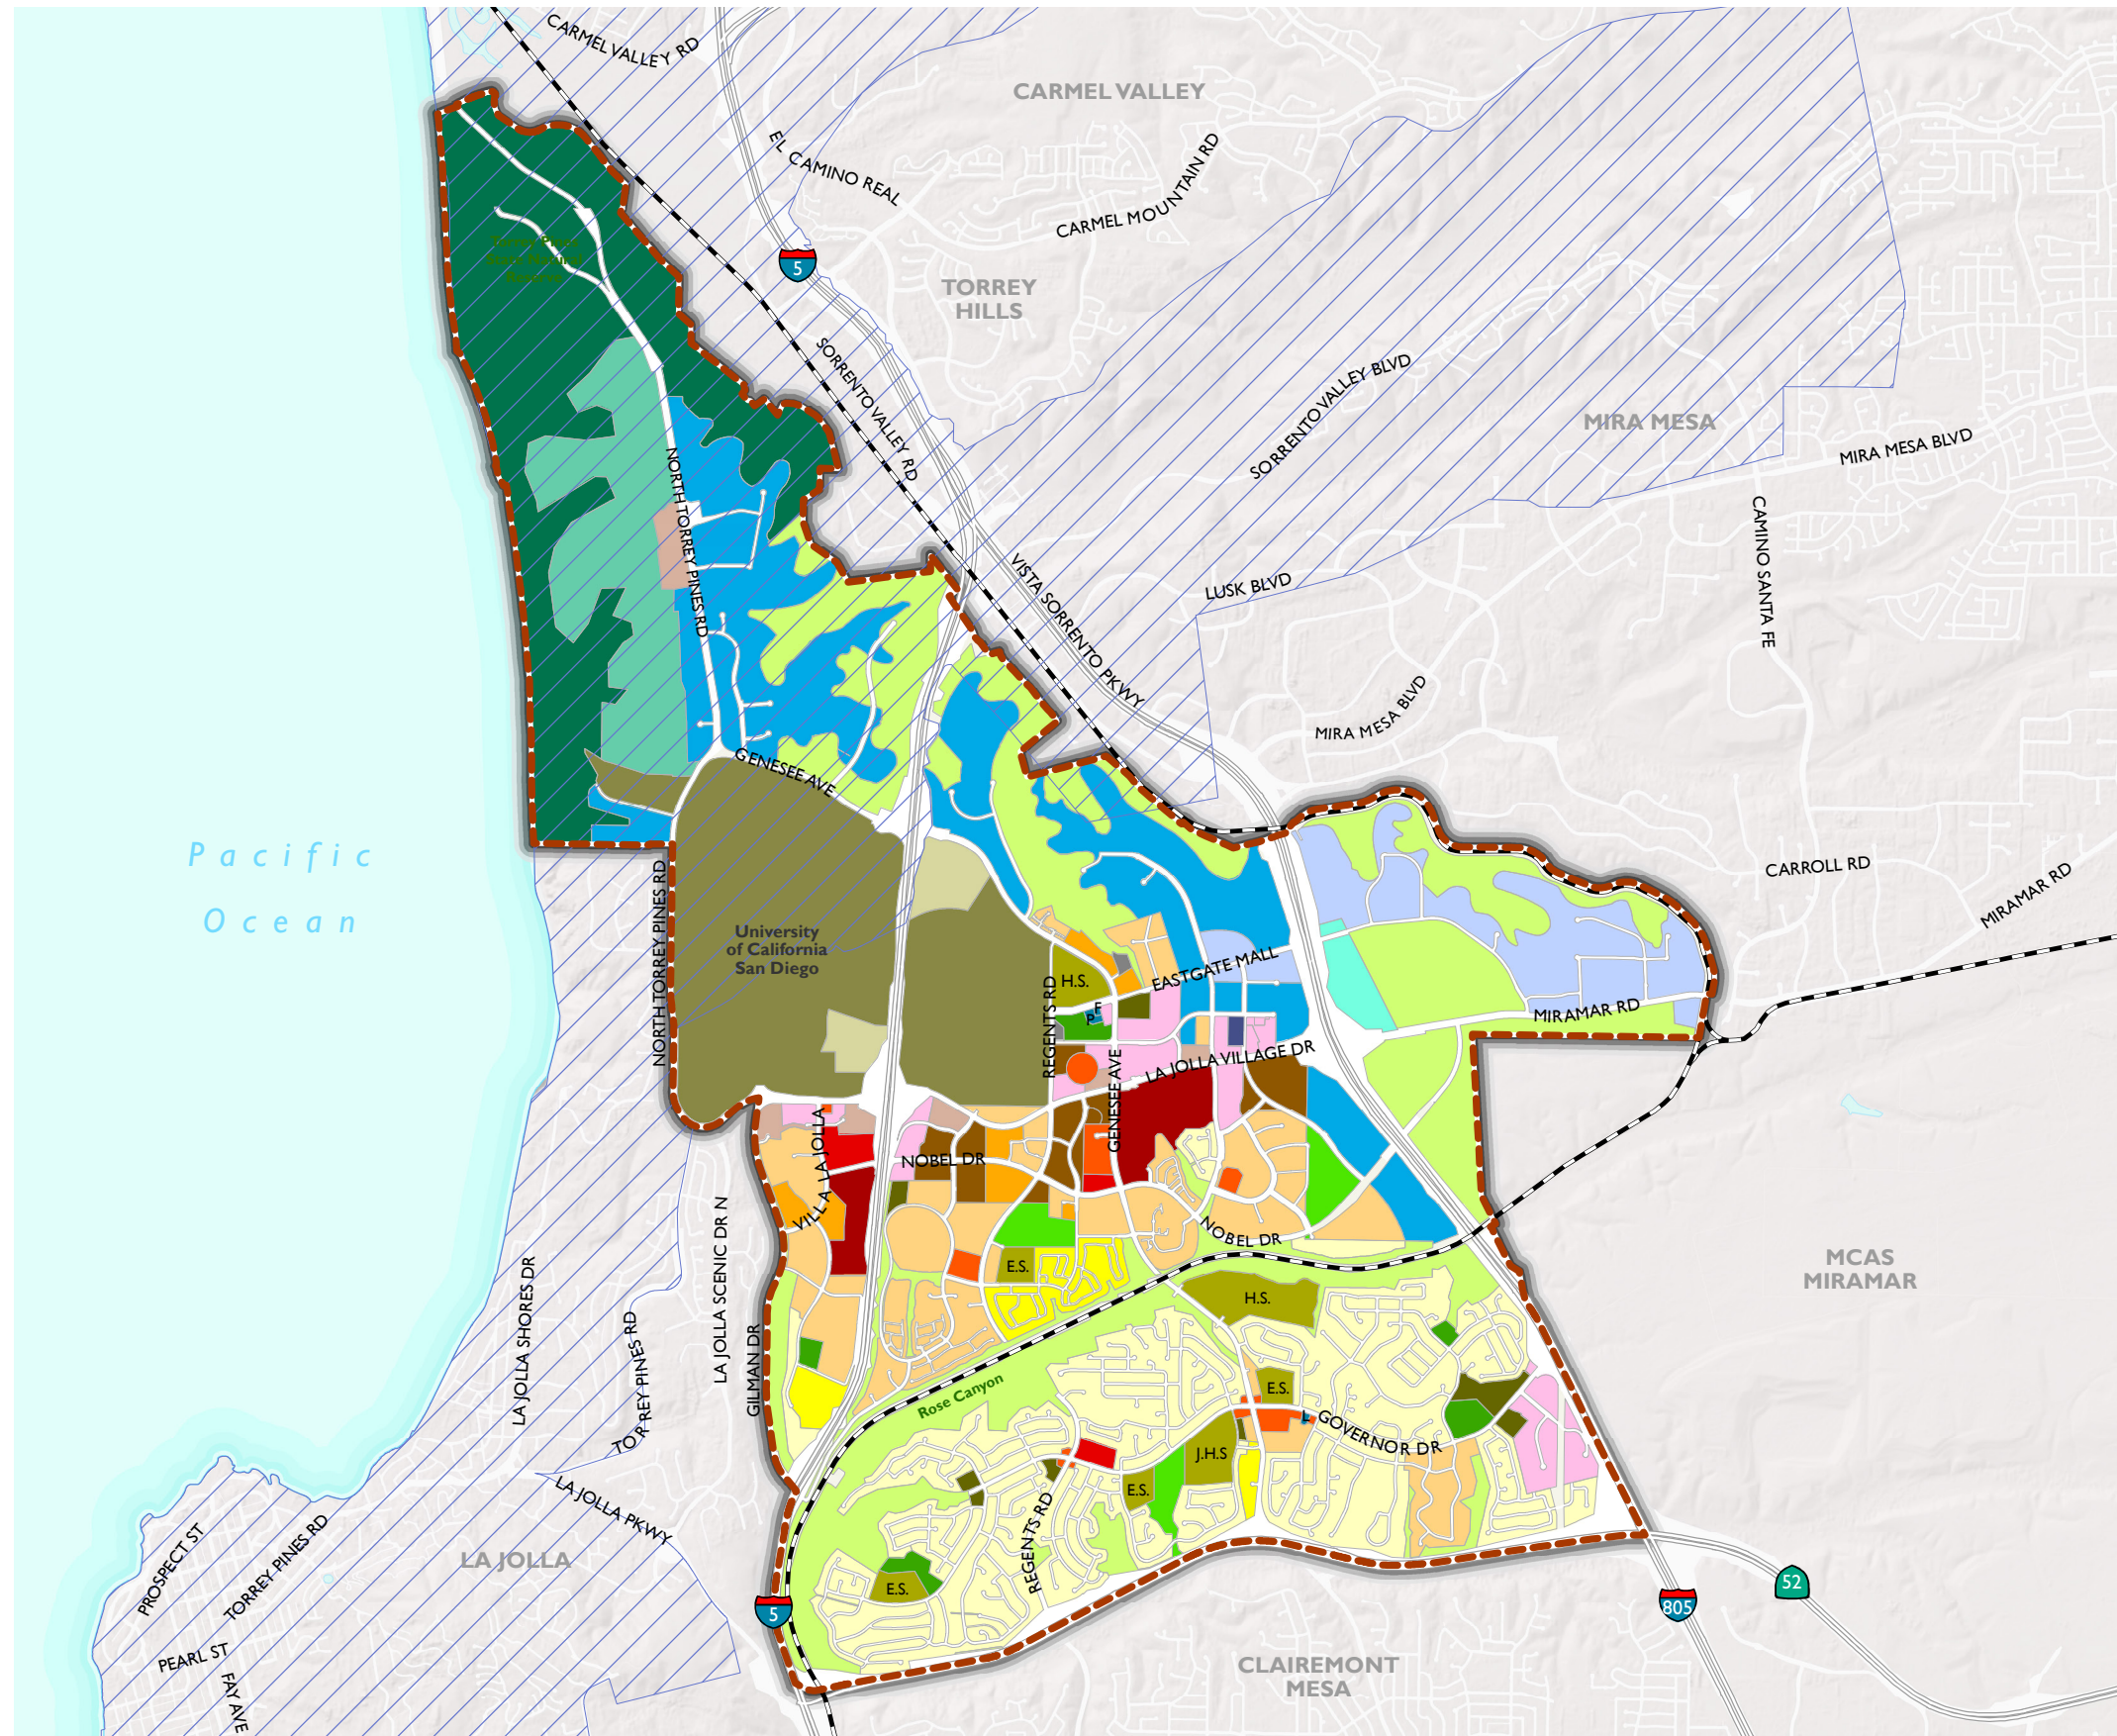 CARMEL VALLEY RD
CARMEL VALLEY
EL CAMINO REAL
CARMEL MOUNTAIN RD
Torrey Pines
State Natural
Reserve
5
TORREY
HILLS
SORRENTO VALLEY RD
SORRENTO VALLEY BLVD
MIRA MESA
MIRA MESA BLVD
NORTH TORREY PINES RD
CAMINO SANTA FE
VISTA SORRENTO PKWY
LUSK BLVD
MIRA MESA BLVD
GENESEE AVE
Pacific
Ocean
CARROLL RD
MIRAMAR RD
NORTH TORREY PINES RD
University
of California
San Diego
EASTGATE MALL
H.S.
REGENTS RD
F
P
MIRAMAR RD
LA JOLLA VILLAGE DR
GENESEE AVE
VILLA LA JOLLA
NOBEL DR
NOBEL DR
LA JOLLA SCENIC DR N
LA JOLLA SHORES DR
E.S.
H.S.
MCAS
MIRAMAR
TORREY PINES RD
GILMAN DR
Rose Canyon
E.S.
L
GOVERNOR DR
J.H.S
E.S.
REGENTS RD
LA JOLLA PKWY
PROSPECT ST
TORREY PINES RD
LA JOLLA
E.S.
5
805
52
PEARL ST
FAY AVE
CLAIREMONT
MESA